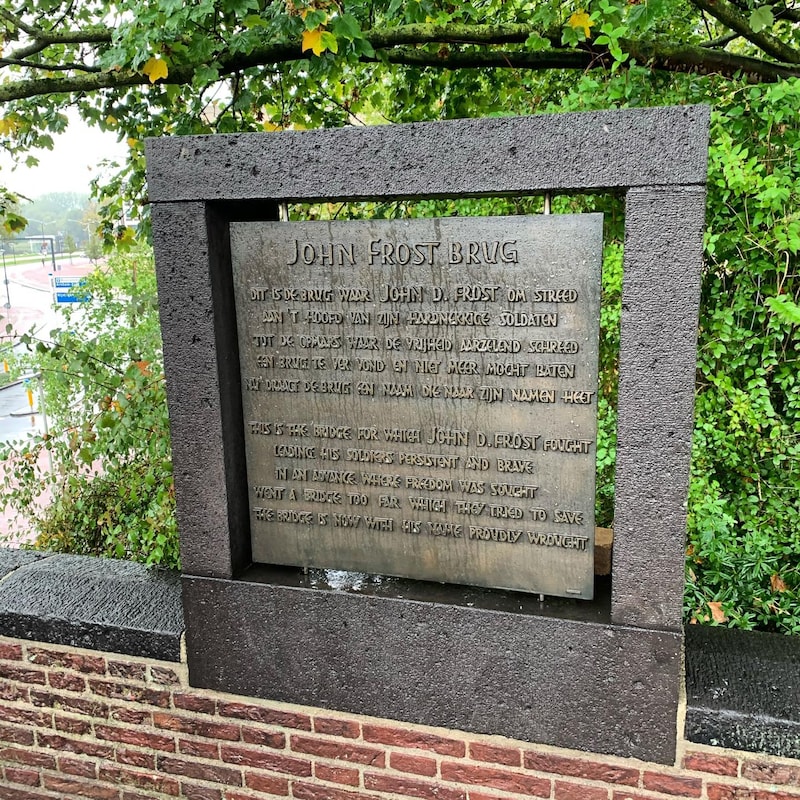 JOHN FROST BRUG
DIT IS DE BRUG WAAR JOHN D. FROST OM STREED
AAN 'T HOOFD VAN ZIJN HARDNEKKIGE SOLDATEN
TOT DE OPMARS WAAR DE VRIJHEID AARZELEND SCHREED
EEN BRUG TE VER VOND EN NIET MEER MOCHT BATEN
NU DRAAGT DE BRUG EEN NAAM DIE NAAR ZIJN NAMEN HEET
THIS IS THE BRIDGE FOR WHICH JOHN D. FROST FOUGHT
LEADING HIS SOLDIERS PERSISTENT AND BRAVE
IN AN ADVANCE WHERE FREEDOM WAS SOUGHT
WENT A BRIDGE TOO FAR WHICH THEY TRIED TO SAVE
THE BRIDGE IS NOW WITH HIS NAME PROUDLY WROUGHT